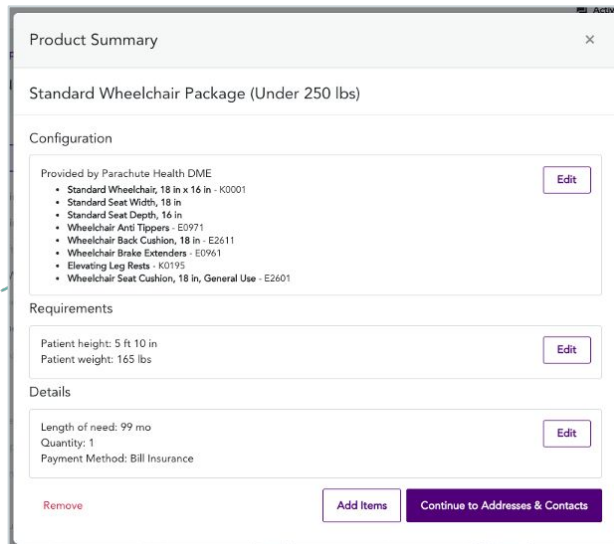 Activ
Product Summary
×
Standard Wheelchair Package (Under 250 lbs)
Configuration
Provided by Parachute Health DME
Edit
• Standard Wheelchair, 18 in x 16 in - K0001
• Standard Seat Width, 18 in
• Standard Seat Depth, 16 in
• Wheelchair Anti Tippers - E0971
• Wheelchair Back Cushion, 18 in - E2611
• Wheelchair Brake Extenders - E0961
• Elevating Leg Rests - K0195
• Wheelchair Seat Cushion, 18 in, General Use - E2601
Requirements
Patient height: 5 ft 10 in
Patient weight: 165 lbs
Edit
Details
Length of need: 99 mo
Quantity: 1
Payment Method: Bill Insurance
Edit
Remove
Add Items
Continue to Addresses & Contacts